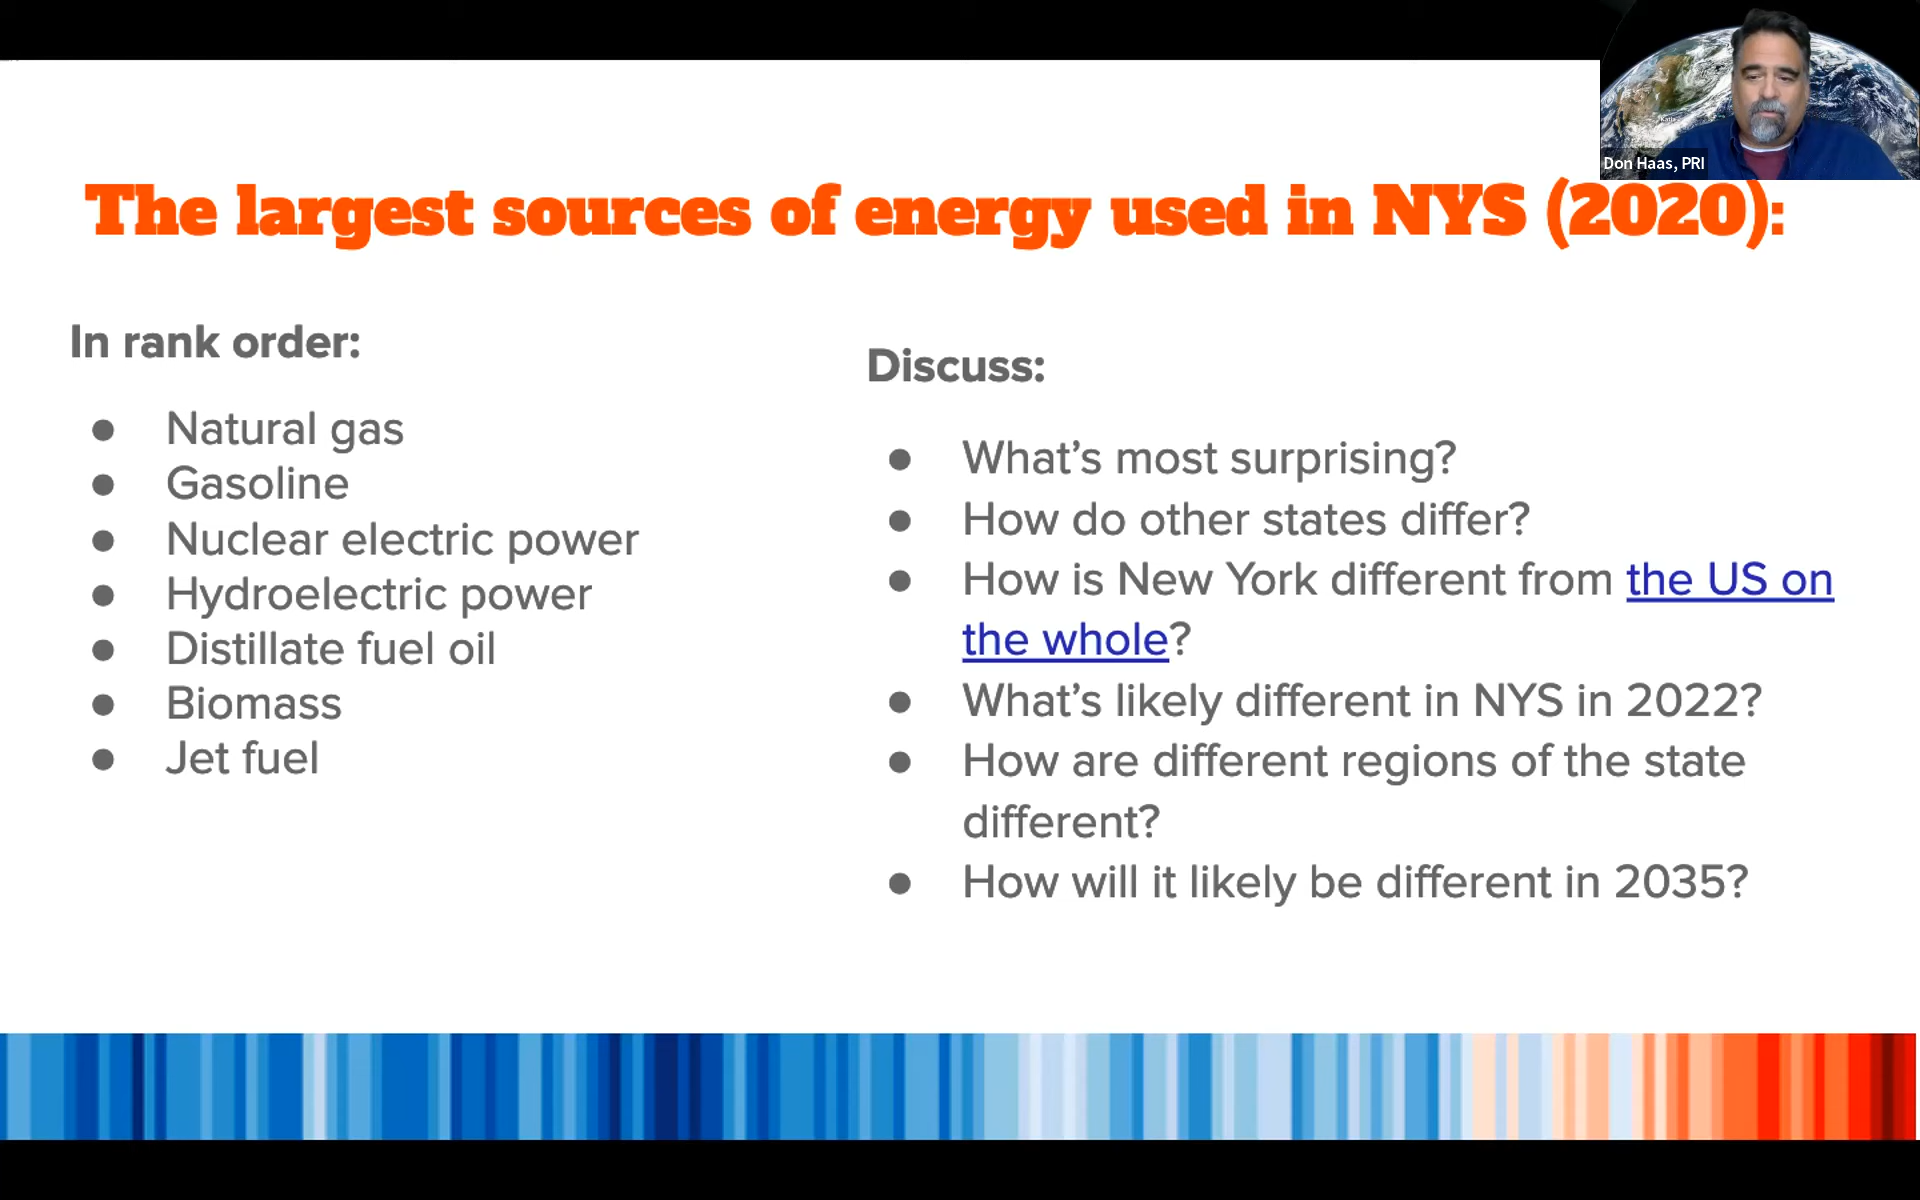 Don Haas, PRI
The largest sources of energy used in NYS (2020):
In rank order:
● Natural gas
● Gasoline
● Nuclear electric power
● Hydroelectric power
● Distillate fuel oil
● Biomass
● Jet fuel
Discuss:
● What’s most surprising?
● How do other states differ?
● How is New York different from the US on
the whole?
● What’s likely different in NYS in 2022?
● How are different regions of the state
different?
● How will it likely be different in 2035?